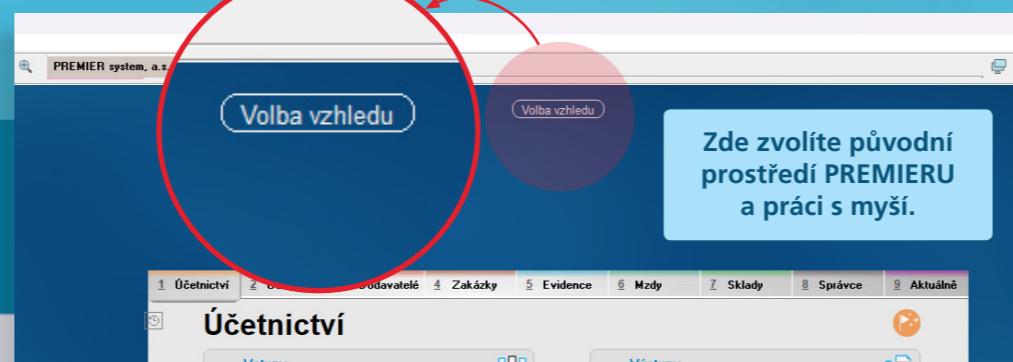 PREMIER system, a.s.
Volba vzhledu
Volba vzhledu
Zde zvolíte původní
prostředí PREMIERU
a práci s myší.
1 Účetnictví 2 4 Zakázky 5 Evidence 6 Mzdy 7 Sklady 8 Správce 9 Aktuálně
Účetnictví